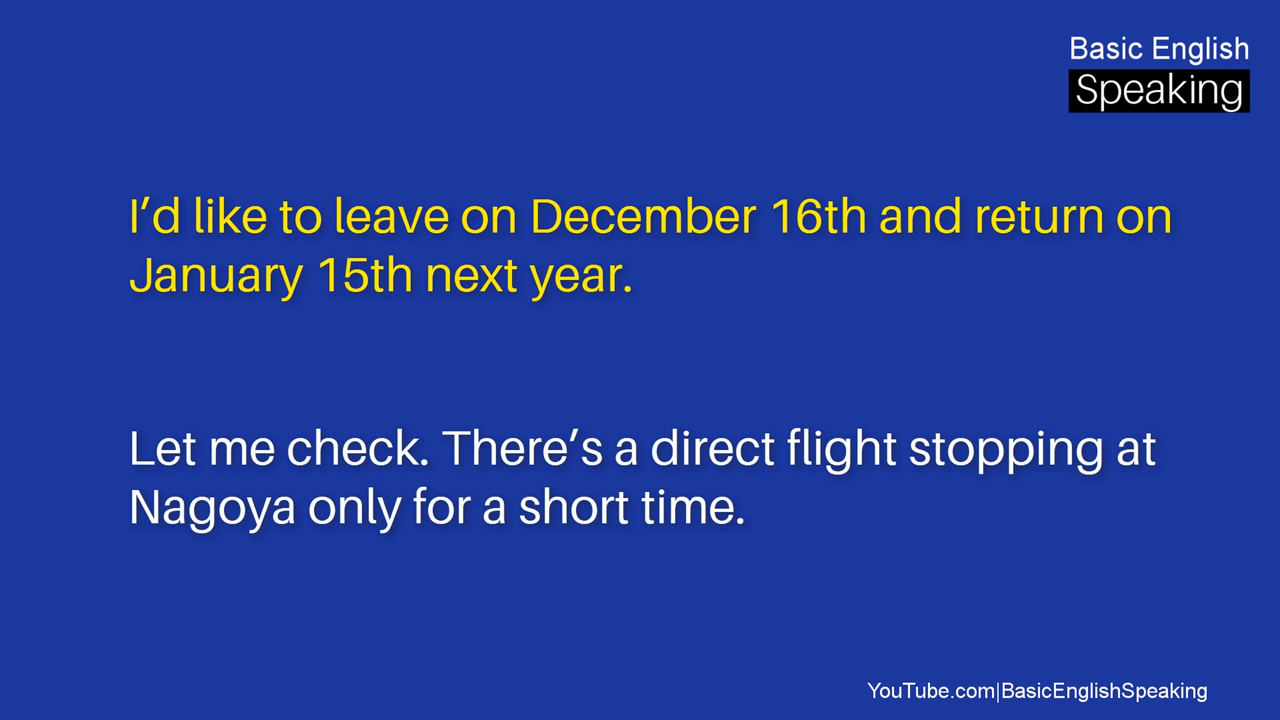 Basic English
Speaking
I’d like to leave on December 16th and return on
January 15th next year.
Let me check. There’s a direct flight stopping at
Nagoya only for a short time.
YouTube.com|BasicEnglishSpeaking